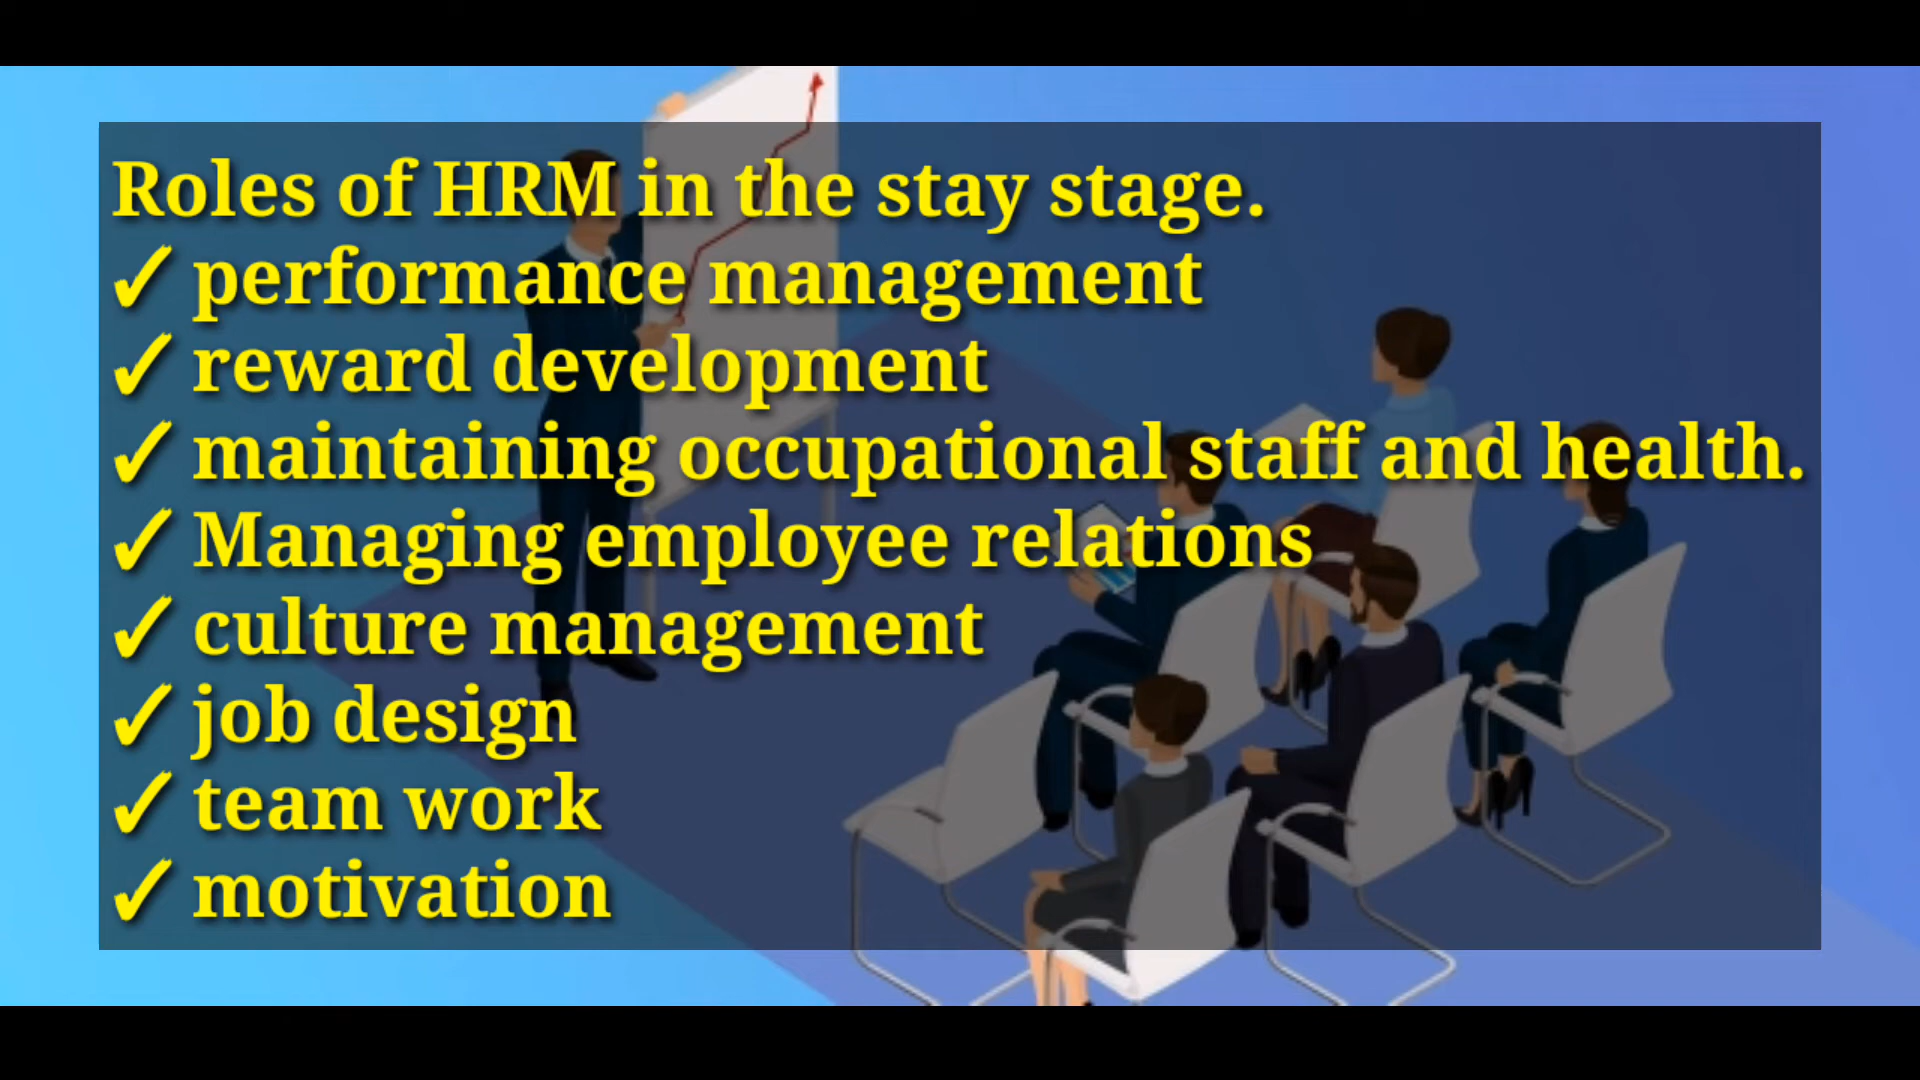 Roles of HRM in the stay stage.
✓ performance management
✓ reward development
✓ maintaining occupational staff and health.
✓ Managing employee relations
✓ culture management
✓ job design
✓ team work
✓ motivation